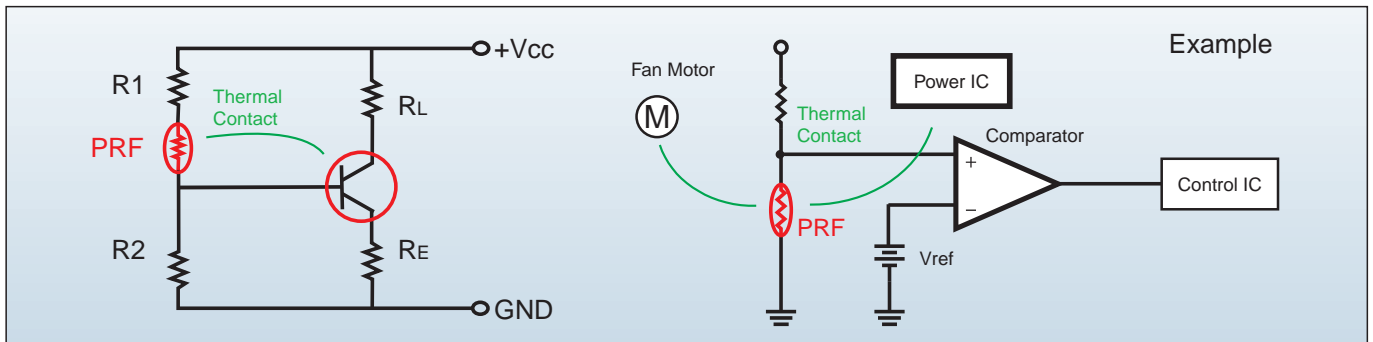 +Vcc
R1
Thermal
Contact
RL
PRF
R2
RE
GND
Example
Fan Motor
M
Power IC
Thermal
Contact
Comparator
+
−
Control IC
PRF
Vref